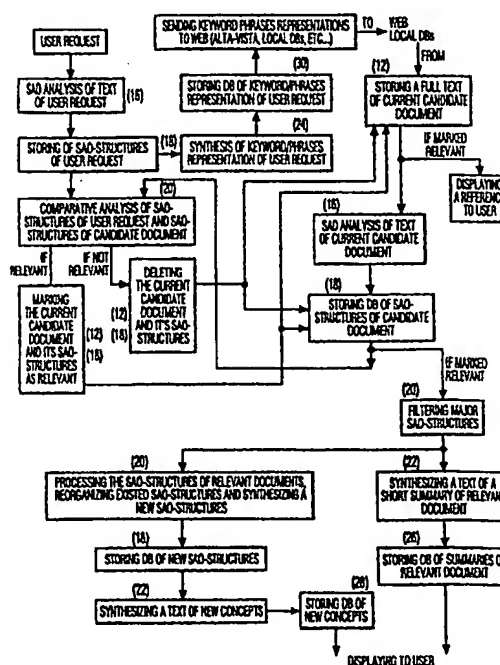 USER REQUEST
SAO ANALYSIS OF TEXT
OF USER REQUEST
(16)
STORING OF SAO-STRUCTURES
OF USER REQUEST
(18)
SENDING KEYWORD PHRASES REPRESENTATIONS
TO WEB (ALTA-VISTA, LOCAL DBs, ETC...)
TO
WEB
LOCAL DBs
FROM
(30)
STORING DB OF KEYWORD/PHRASES
REPRESENTATION OF USER REQUEST
(24)
SYNTHESIS OF KEYWORD/PHRASES
REPRESENTATION OF USER REQUEST
(12)
STORING A FULL TEXT
OF CURRENT CANDIDATE
DOCUMENT
IF MARKED
RELEVANT
DISPLAYING
A REFERENCE
TO USER
(20)
COMPARATIVE ANALYSIS OF SAO-
STRUCTURES OF USER REQUEST AND SAO-
STRUCTURES OF CANDIDATE DOCUMENT
IF
RELEVANT
IF NOT
RELEVANT
(16)
SAO ANALYSIS OF TEXT
OF CURRENT CANDIDATE
DOCUMENT
MARKING
THE CURRENT
CANDIDATE
DOCUMENT
AND IT'S SAO-
STRUCTURES
AS RELEVANT
(12)
(18)
DELETING
THE CURRENT
CANDIDATE
DOCUMENT
AND IT'S SAO-
STRUCTURES
(12)
(18)
(18)
STORING DB OF SAO-
STRUCTURES OF CANDIDATE
DOCUMENT
IF MARKED
RELEVANT
(20)
FILTERING MAJOR
SAO-STRUCTURES
(20)
PROCESSING THE SAO-STRUCTURES OF RELEVANT DOCUMENTS,
REORGANIZING EXISTED SAO-STRUCTURES AND SYNTHESIZING A
NEW SAO-STRUCTURES
(22)
SYNTHESIZING A TEXT OF A
SHORT SUMMARY OF RELEVANT
DOCUMENT
(18)
STORING DB OF NEW SAO-STRUCTURES
(26)
STORING DB OF SUMMARIES OF
RELEVANT DOCUMENT
(22)
SYNTHESIZING A TEXT OF NEW CONCEPTS
(28)
STORING DB OF
NEW CONCEPTS
DISPLAYING TO USER